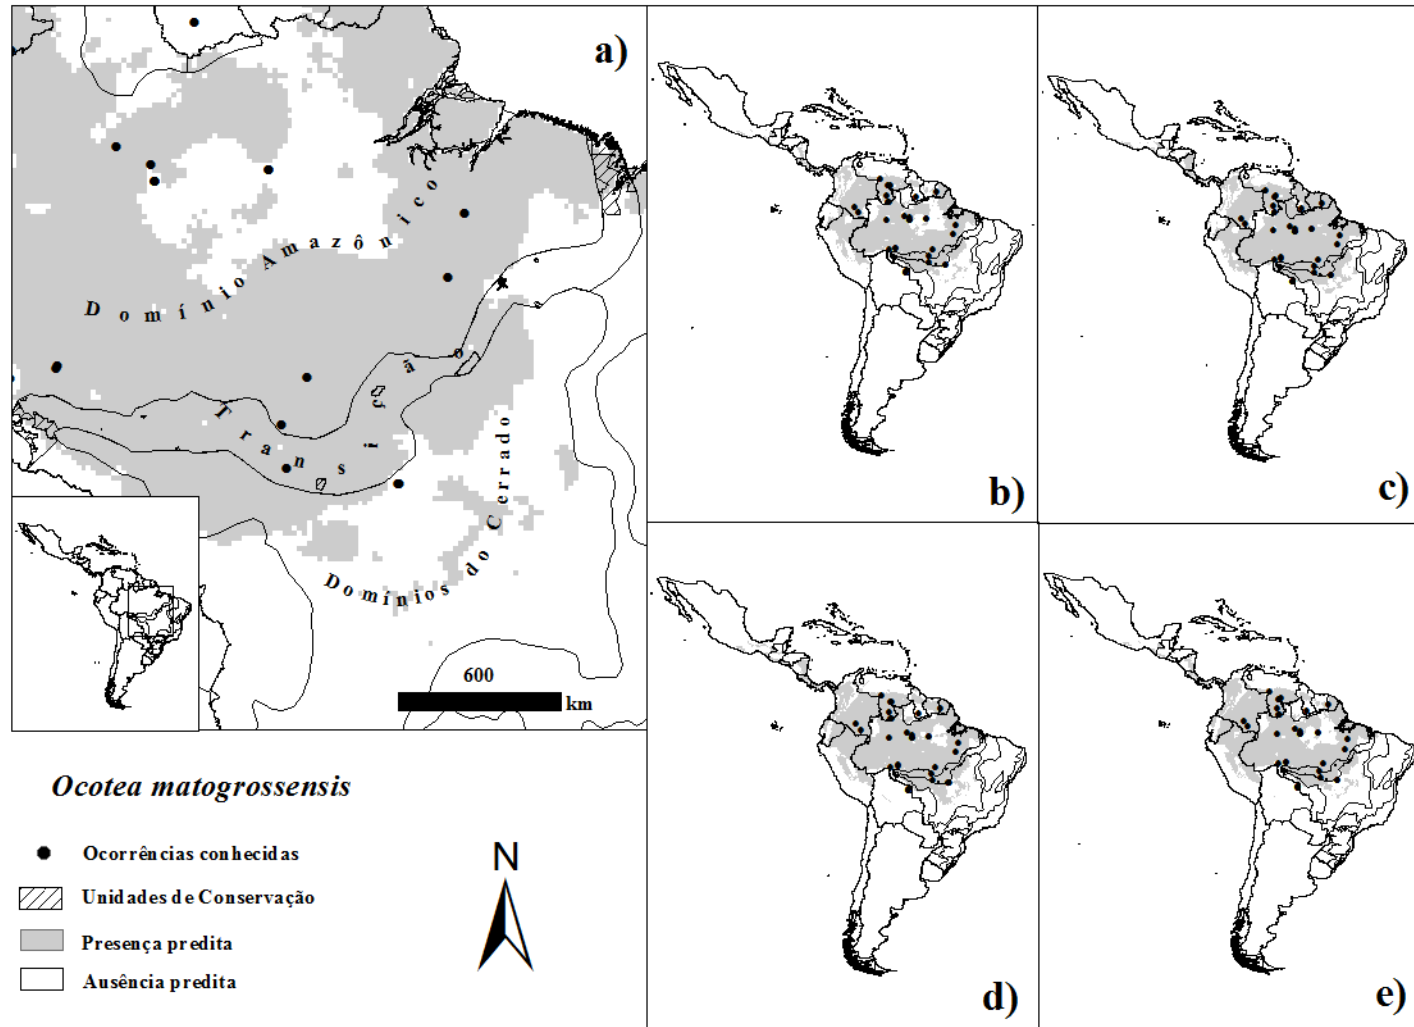 a)
Domínio Amazônico
Transição
Domínios do Cerrado
600
km
b)
c)
d)
e)
Ocotea matogrossensis
Ocorrências conhecidas
Unidades de Conservação
Presença predita
Ausência predita
N